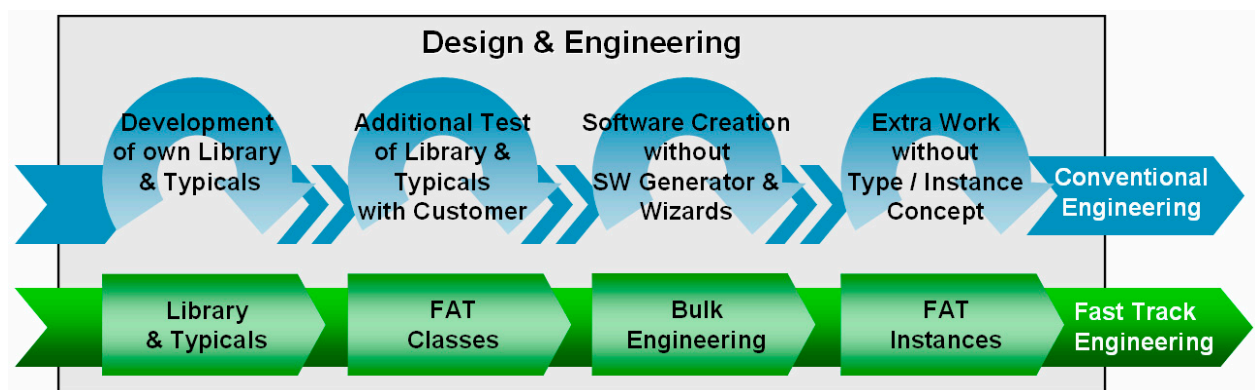 Design & Engineering
Development
of own Library
& Typicals
Additional Test
of Library &
Typicals
with Customer
Software Creation
without
SW Generator &
Wizards
Extra Work
without
Type / Instance
Concept
Conventional
Engineering
Library
& Typicals
FAT
Classes
Bulk
Engineering
FAT
Instances
Fast Track
Engineering